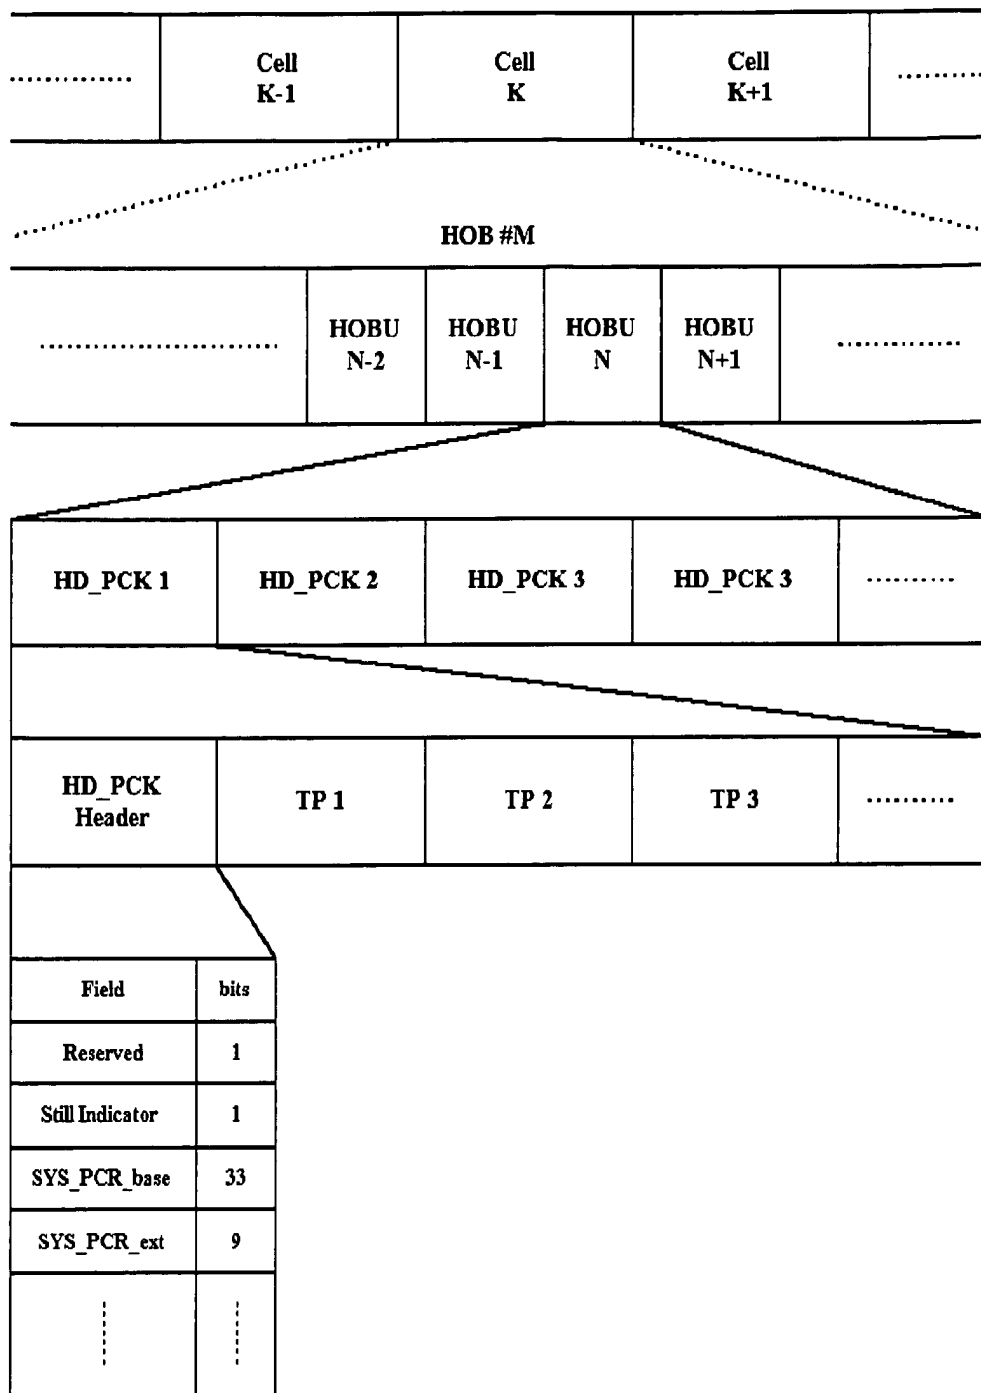 Cell
K-1
Cell
K
Cell
K+1
HOB #M
HOBU
N-2
HOBU
N-1
HOBU
N
HOBU
N+1
HD_PCK 1
HD_PCK 2
HD_PCK 3
HD_PCK 3
HD_PCK
Header
TP 1
TP 2
TP 3
Field bits
Reserved 1
Still Indicator 1
SYS_PCR_base 33
SYS_PCR_ext 9